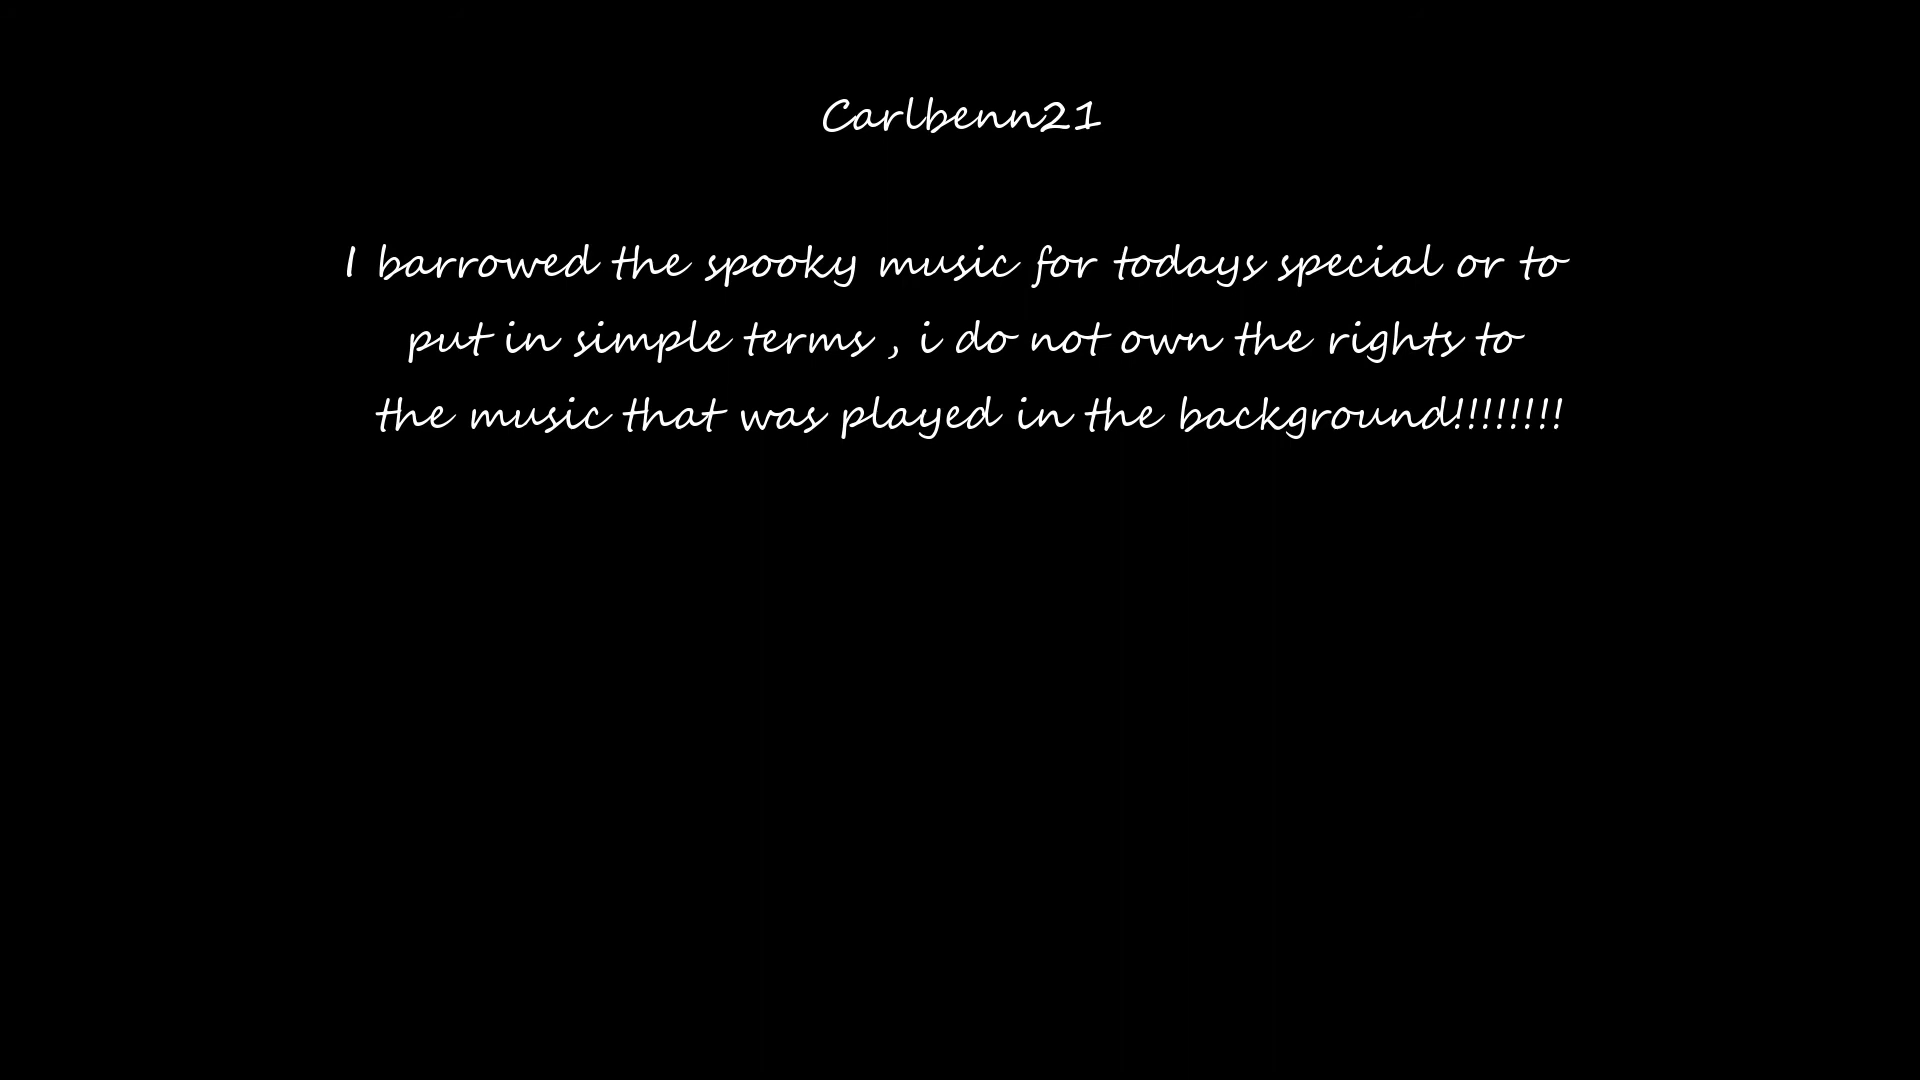 Carlbenn21
I barrowed the spooky music for todays special or to
put in simple terms , i do not own the rights to
the music that was played in the background!!!!!!!!